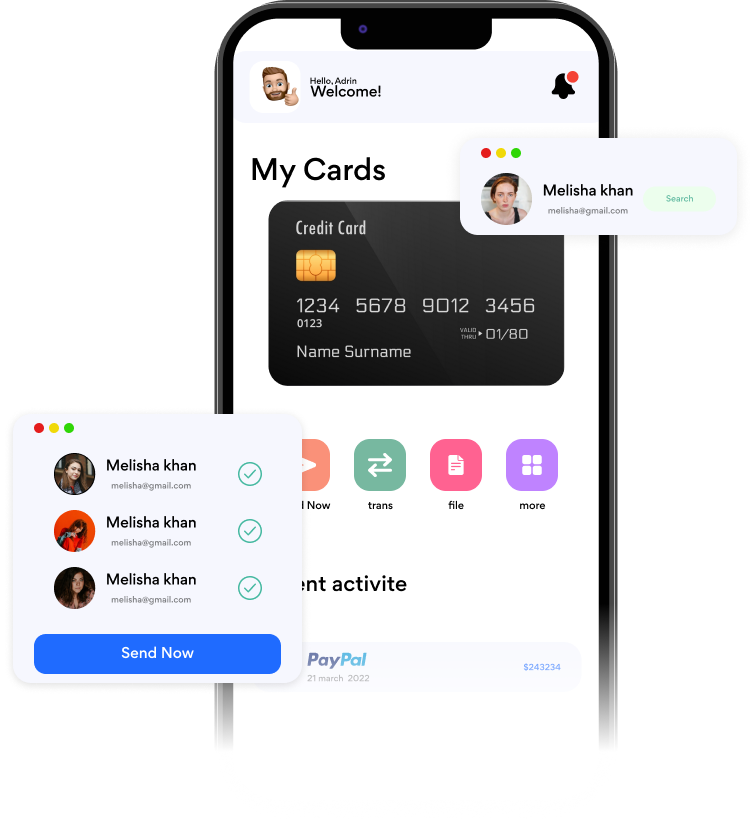 Hello, Adrin
Welcome!
My Cards
Melisha khan
melisha@gmail.com
Search
Credit Card
1234 5678 9012 3456
0123
VALID
THRU
01/80
Name Surname
Now
trans
file
more
Melisha khan
melisha@gmail.com
Melisha khan
melisha@gmail.com
Melisha khan
melisha@gmail.com
Send Now
ent activite
PayPal
21 march 2022
$243234